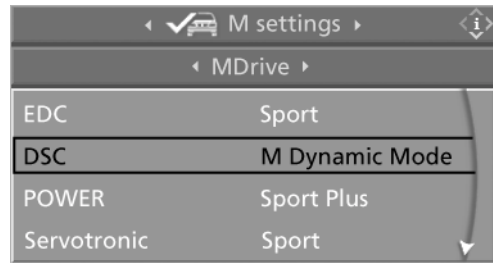 M settings
MDrive
EDC Sport
DSC M Dynamic Mode
POWER Sport Plus
Servotronic Sport